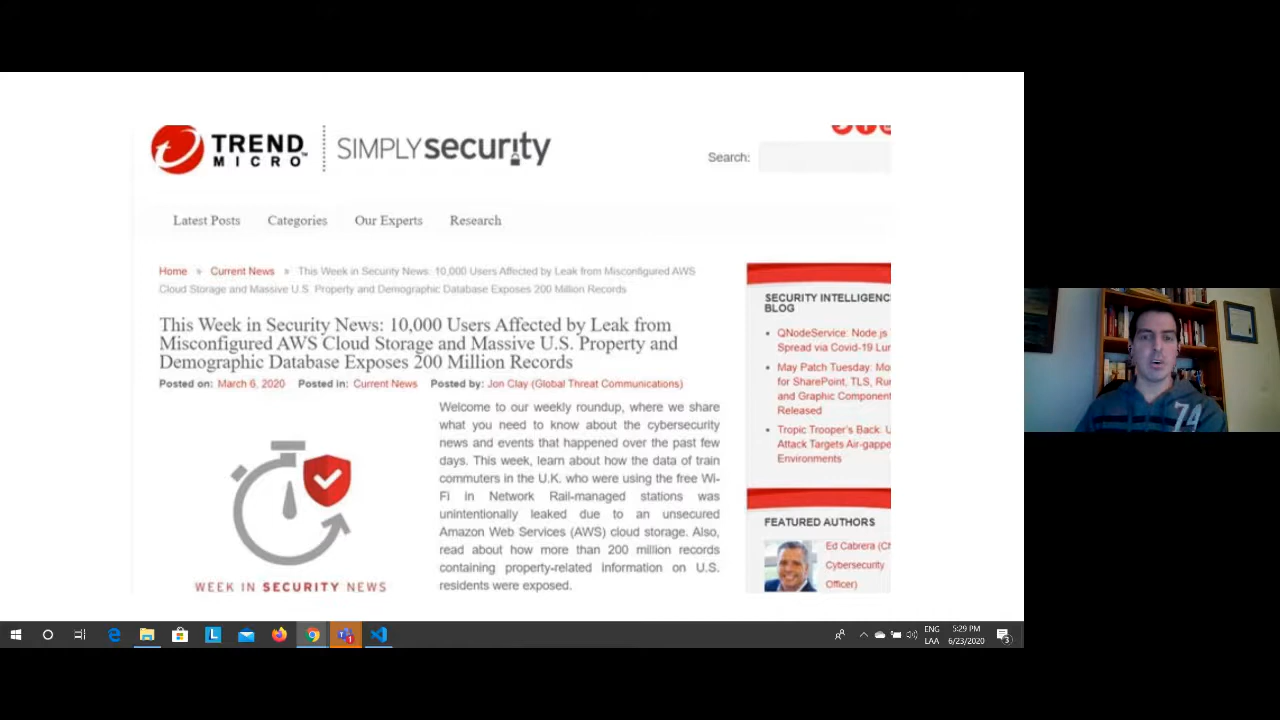 TREND MICRO
SIMPLYsecurity
Search:
Latest Posts Categories Our Experts Research
Home » Current News » This Week in Security News: 10,000 Users Affected by Leak from Misconfigured AWS
Cloud Storage and Massive U.S. Property and Demographic Database Exposes 200 Million Records
This Week in Security News: 10,000 Users Affected by Leak from
Misconfigured AWS Cloud Storage and Massive U.S. Property and
Demographic Database Exposes 200 Million Records
Posted on: March 6, 2020 Posted in: Current News Posted by: Jon Clay (Global Threat Communications)
Welcome to our weekly roundup, where we share
what you need to know about the cybersecurity
news and events that happened over the past few
days. This week, learn about how the data of train
commuters in the U.K. who were using the free Wi-
Fi in Network Rail-managed stations was
unintentionally leaked due to an unsecured
Amazon Web Services (AWS) cloud storage. Also,
read about how more than 200 million records
containing property-related information on U.S.
residents were exposed.
WEEK IN SECURITY NEWS
SECURITY INTELLIGENC
BLOG
QNodeService: Node.js
Spread via Covid-19 Lur
May Patch Tuesday: Mo
for SharePoint, TLS, Ru
and Graphic Component
Released
Tropic Trooper's Back: U
Attack Targets Air-gappe
Environments
FEATURED AUTHORS
Ed Cabrera (Ch
Cybersecurity
Officer)
74
ENG
LAA
5:29 PM
6/23/2020
3